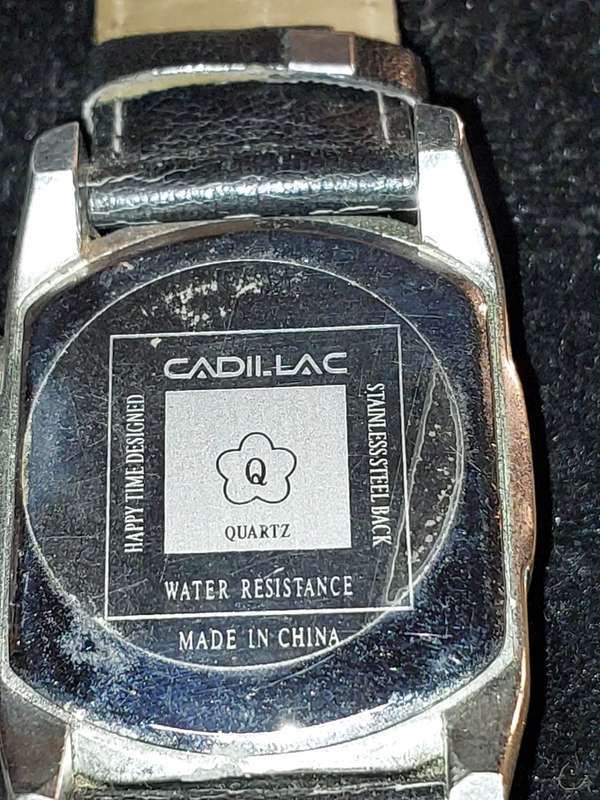 CADILLAC
HAPPY TIME DESIGNED
STAINLESS STEEL BACK
Q
QUARTZ
WATER RESISTANCE
MADE IN CHINA